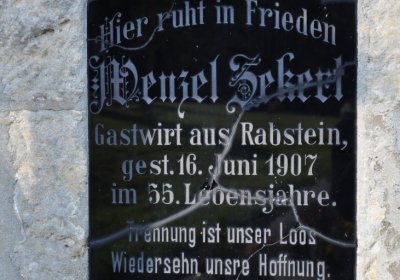 Hier ruht in Frieden
Wenzel Zekert
Gastwirt aus Rabstein,
gest. 16. Juni 1907
im 55. Lebensjahre.
Trennung ist unser Loos
Wiedersehn unsre Hoffnung.